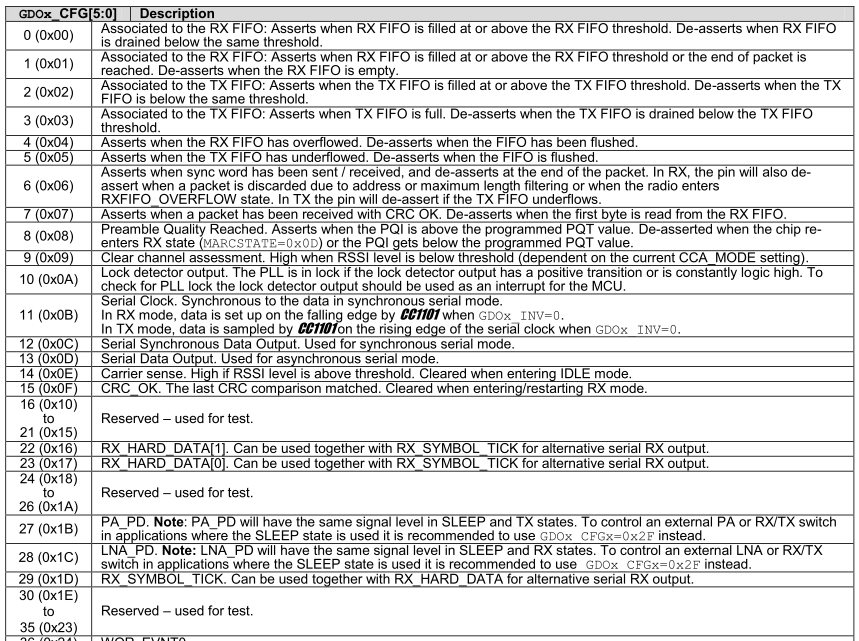 GDOx_CFG[5:0] Description
0 (0x00) Associated to the RX FIFO: Asserts when RX FIFO is filled at or above the RX FIFO threshold. De-asserts when RX FIFO
is drained below the same threshold.
1 (0x01) Associated to the RX FIFO: Asserts when RX FIFO is filled at or above the RX FIFO threshold or the end of packet is
reached. De-asserts when the RX FIFO is empty.
2 (0x02) Associated to the TX FIFO: Asserts when the TX FIFO is filled at or above the TX FIFO threshold. De-asserts when the TX
FIFO is below the same threshold.
3 (0x03) Associated to the TX FIFO: Asserts when TX FIFO is full. De-asserts when the TX FIFO is drained below the TX FIFO
threshold.
4 (0x04) Asserts when the RX FIFO has overflowed. De-asserts when the FIFO has been flushed.
5 (0x05) Asserts when the TX FIFO has underflowed. De-asserts when the FIFO is flushed.
6 (0x06) Asserts when sync word has been sent / received, and de-asserts at the end of the packet. In RX, the pin will also de-
assert when a packet is discarded due to address or maximum length filtering or when the radio enters
RXFIFO_OVERFLOW state. In TX the pin will de-assert if the TX FIFO underflows.
7 (0x07) Asserts when a packet has been received with CRC OK. De-asserts when the first byte is read from the RX FIFO.
8 (0x08) Preamble Quality Reached. Asserts when the PQI is above the programmed PQT value. De-asserted when the chip re-
enters RX state (MARCSTATE=0x0D) or the PQI gets below the programmed PQT value.
9 (0x09) Clear channel assessment. High when RSSI level is below threshold (dependent on the current CCA_MODE setting).
10 (0x0A) Lock detector output. The PLL is in lock if the lock detector output has a positive transition or is constantly logic high. To
check for PLL lock the lock detector output should be used as an interrupt for the MCU.
11 (0x0B) Serial Clock. Synchronous to the data in synchronous serial mode.
In RX mode, data is set up on the falling edge by CC1101 when GDOx_INV=0.
In TX mode, data is sampled by CC1101 on the rising edge of the serial clock when GDOx_INV=0.
12 (0x0C) Serial Synchronous Data Output. Used for synchronous serial mode.
13 (0x0D) Serial Data Output. Used for asynchronous serial mode.
14 (0x0E) Carrier sense. High if RSSI level is above threshold. Cleared when entering IDLE mode.
15 (0x0F) CRC_OK. The last CRC comparison matched. Cleared when entering/restarting RX mode.
16 (0x10)
to
21 (0x15)
Reserved – used for test.
22 (0x16) RX_HARD_DATA[1]. Can be used together with RX_SYMBOL_TICK for alternative serial RX output.
23 (0x17) RX_HARD_DATA[0]. Can be used together with RX_SYMBOL_TICK for alternative serial RX output.
24 (0x18)
to
26 (0x1A)
Reserved – used for test.
27 (0x1B) PA_PD. Note: PA_PD will have the same signal level in SLEEP and TX states. To control an external PA or RX/TX switch
in applications where the SLEEP state is used it is recommended to use GDOx_CFGx=0x2F instead.
28 (0x1C) LNA_PD. Note: LNA_PD will have the same signal level in SLEEP and RX states. To control an external LNA or RX/TX
switch in applications where the SLEEP state is used it is recommended to use GDOx_CFGx=0x2F instead.
29 (0x1D) RX_SYMBOL_TICK. Can be used together with RX_HARD_DATA for alternative serial RX output.
30 (0x1E)
to
35 (0x23)
Reserved – used for test.
36 (0x24) WOR_EVNT0